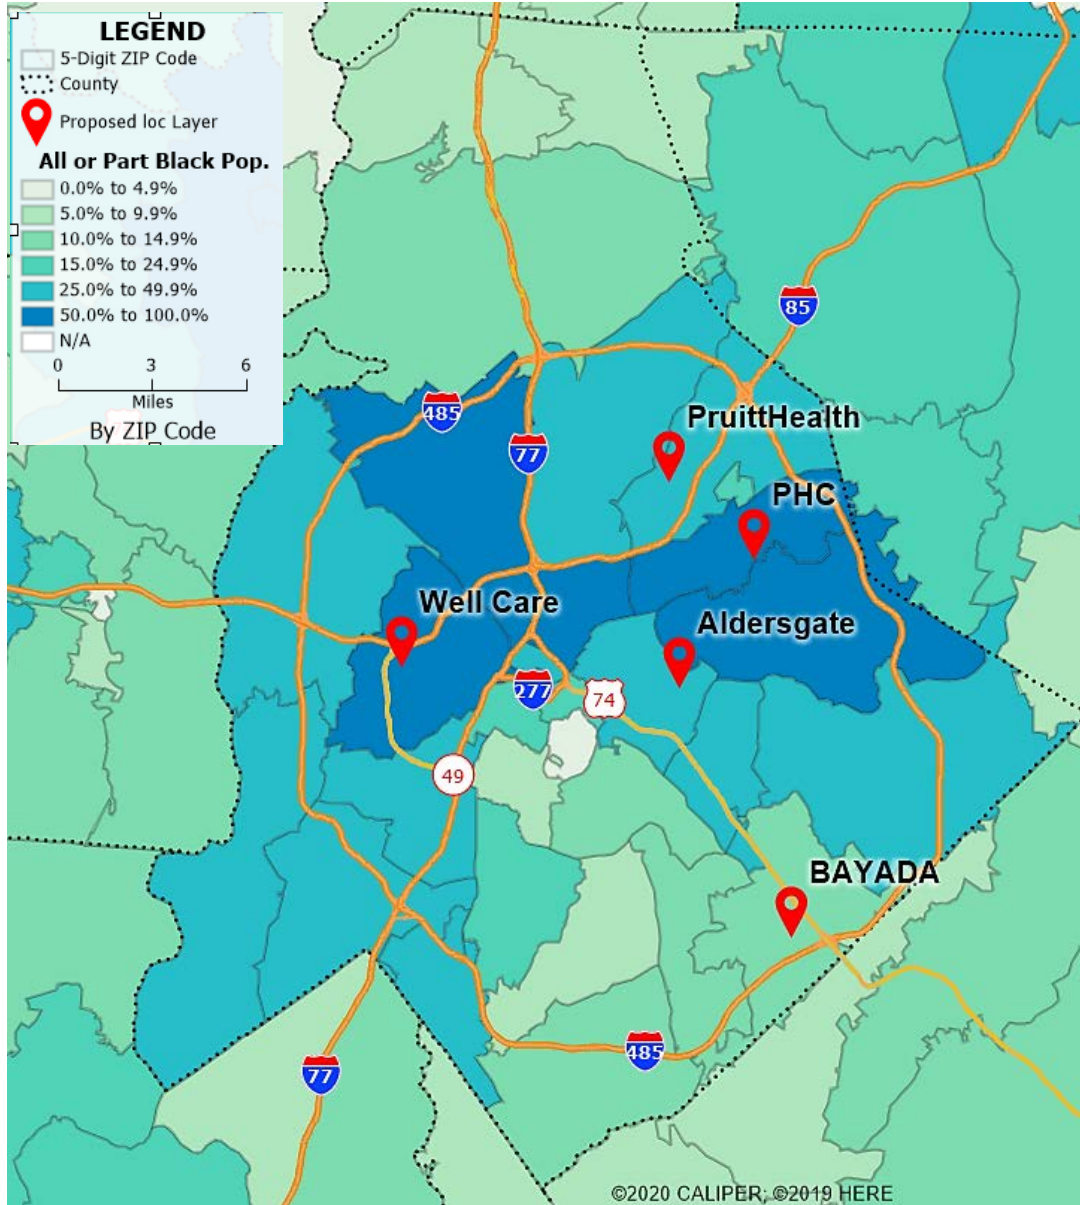 LEGEND
5-Digit ZIP Code
County
Proposed loc Layer
All or Part Black Pop.
0.0% to 4.9%
5.0% to 9.9%
10.0% to 14.9%
15.0% to 24.9%
25.0% to 49.9%
50.0% to 100.0%
N/A
0 3 6
Miles
By ZIP Code
85
485
77
PruittHealth
PHC
Well Care
Aldersgate
277
74
49
BAYADA
485
77
©2020 CALIPER; ©2019 HERE